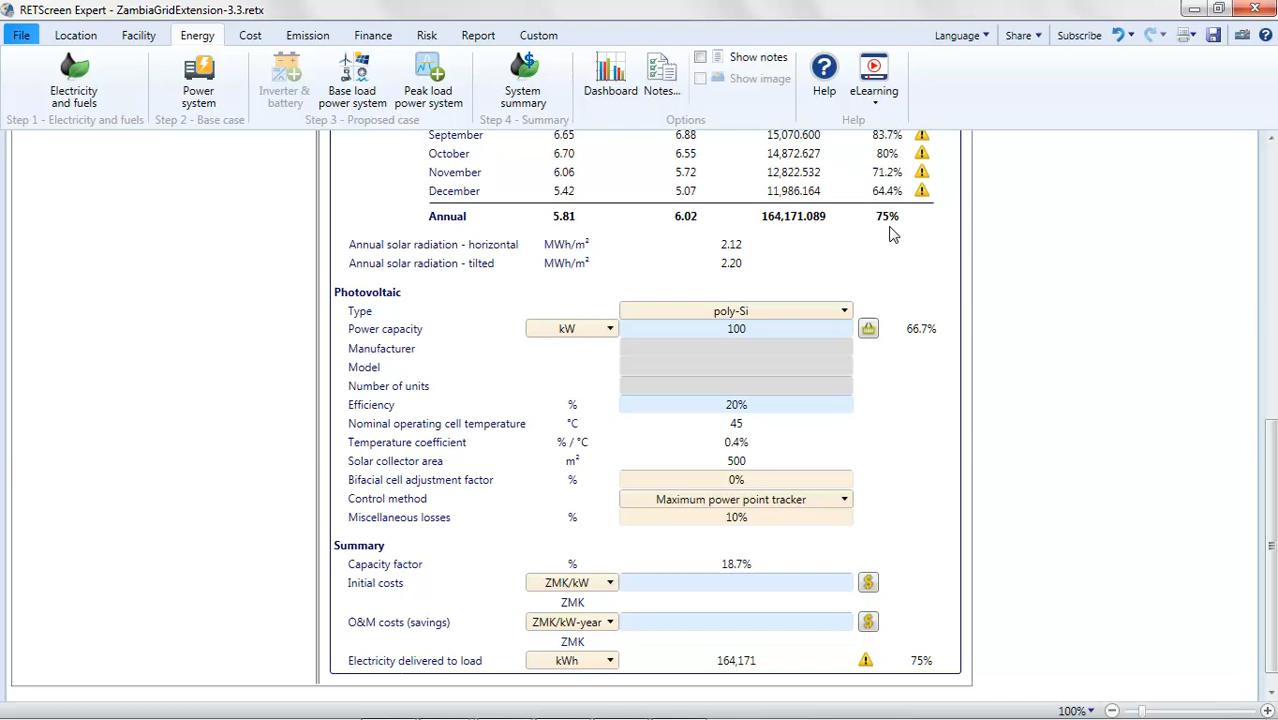 RETScreen Expert - ZambiaGridExtension-3.3.retx
File Location Facility Energy Cost Emission Finance Risk Report Custom Language Share Subscribe
Electricity and fuels
Power system
Inverter & battery
Base load power system
Peak load power system
System summary
Dashboard
Notes...
Show notes
Show image
Help
eLearning
Step 1 - Electricity and fuels Step 2 - Base case Step 3 - Proposed case Step 4 - Summary Options Help
September 6.65 6.88 15,070.600 83.7%
October 6.70 6.55 14,872.627 80%
November 6.06 5.72 12,822.532 71.2%
December 5.42 5.07 11,986.164 64.4%
Annual 5.81 6.02 164,171.089 75%
Annual solar radiation - horizontal MWh/m² 2.12
Annual solar radiation - tilted MWh/m² 2.20
Photovoltaic
Type poly-Si
Power capacity kW 100 66.7%
Manufacturer
Model
Number of units
Efficiency % 20%
Nominal operating cell temperature °C 45
Temperature coefficient % / °C 0.4%
Solar collector area m² 500
Bifacial cell adjustment factor % 0%
Control method Maximum power point tracker
Miscellaneous losses % 10%
Summary
Capacity factor % 18.7%
Initial costs ZMK/kW $
ZMK
O&M costs (savings) ZMK/kW-year $
ZMK
Electricity delivered to load kWh 164,171 75%
100%